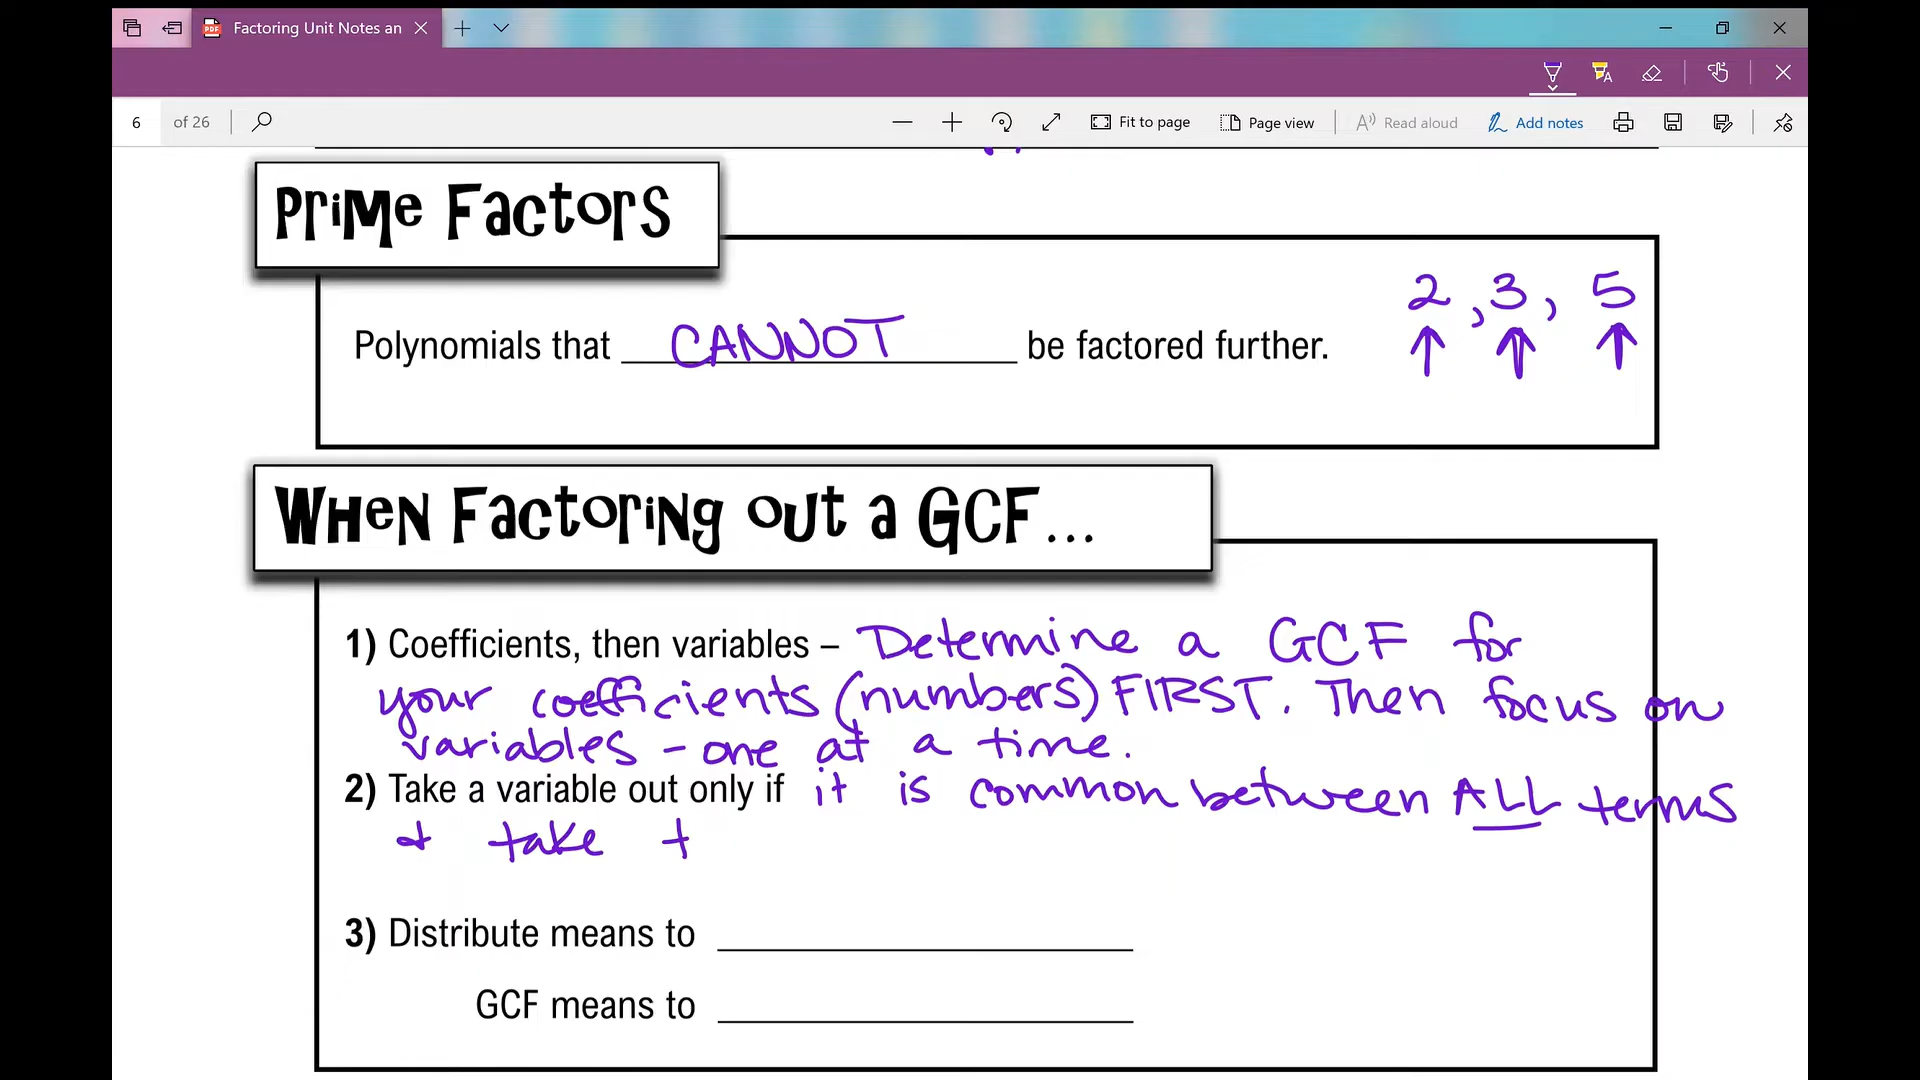 Factoring Unit Notes an
6 of 26
Fit to page
Page view
Read aloud
Add notes
Prime Factors
2, 3, 5
Polynomials that CANNOT be factored further.
When Factoring out a GCF...
1) Coefficients, then variables – Determine a GCF for
your coefficients (numbers) FIRST. Then focus on
variables - one at a time.
2) Take a variable out only if it is common between ALL terms
& take t
3) Distribute means to
GCF means to